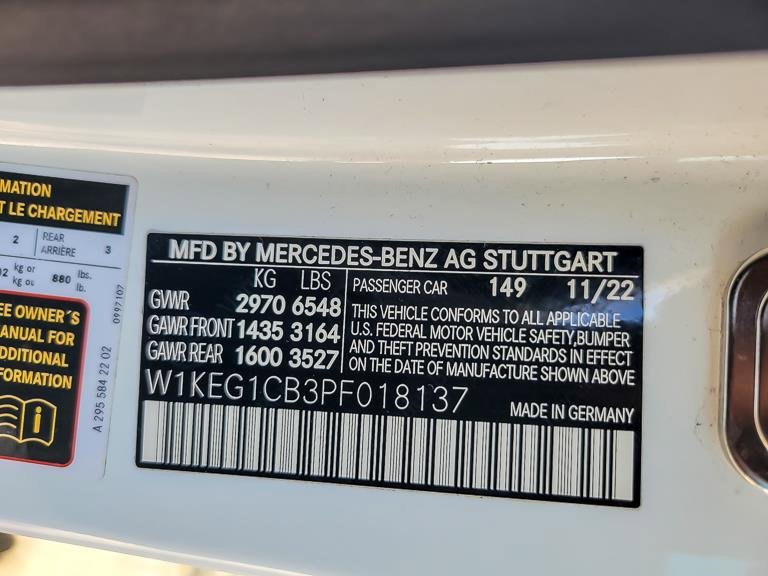 MATION
T LE CHARGEMENT
2 REAR ARRIÈRE 3
kg or kg ou 880 lbs. lb.
EE OWNER´S
MANUAL FOR
DDITIONAL
FORMATION
A 295 584 22 02
0997107
MFD BY MERCEDES-BENZ AG STUTTGART
KG LBS
GVWR 2970 6548
GAWR FRONT 1435 3164
GAWR REAR 1600 3527
PASSENGER CAR 149 11/22
THIS VEHICLE CONFORMS TO ALL APPLICABLE
U.S. FEDERAL MOTOR VEHICLE SAFETY,BUMPER
AND THEFT PREVENTION STANDARDS IN EFFECT
ON THE DATE OF MANUFACTURE SHOWN ABOVE
W1KEG1CB3PF018137
MADE IN GERMANY